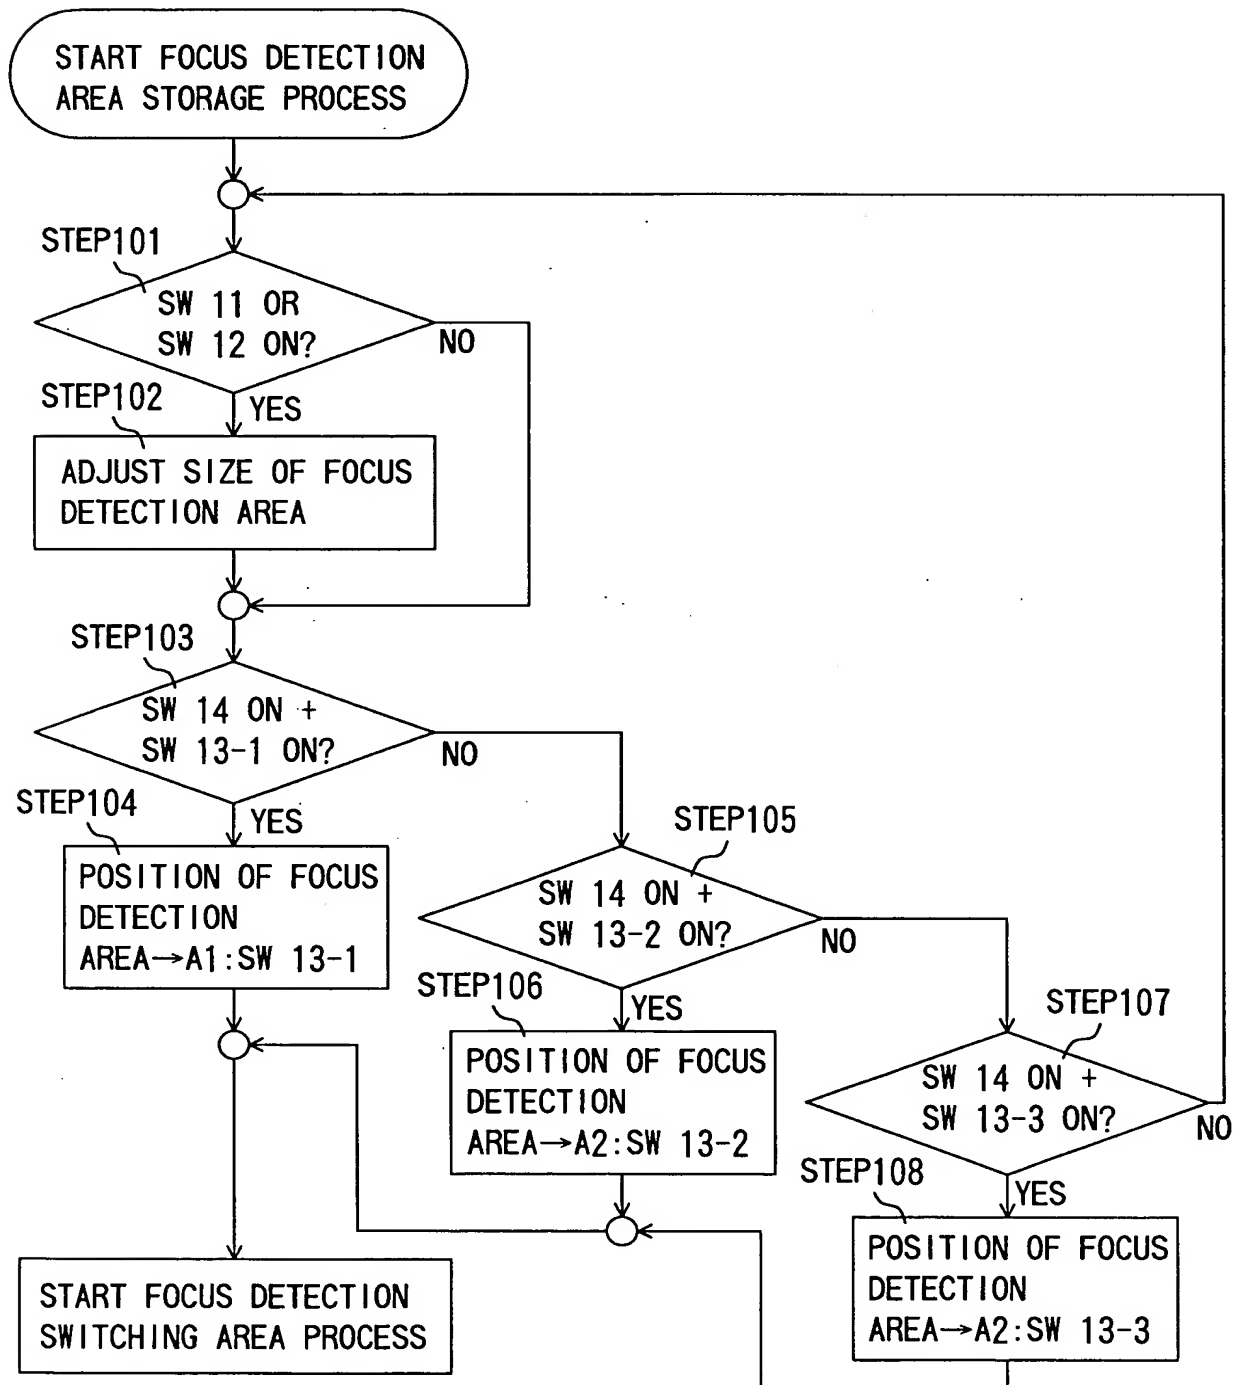 START FOCUS DETECTION
AREA STORAGE PROCESS
STEP101
SW 11 OR
SW 12 ON?
NO
YES
STEP102
ADJUST SIZE OF FOCUS
DETECTION AREA
STEP103
SW 14 ON +
SW 13-1 ON?
NO
YES
STEP104
POSITION OF FOCUS
DETECTION
AREA→A1:SW 13-1
STEP105
SW 14 ON +
SW 13-2 ON?
NO
YES
STEP106
POSITION OF FOCUS
DETECTION
AREA→A2:SW 13-2
STEP107
SW 14 ON +
SW 13-3 ON?
NO
YES
STEP108
POSITION OF FOCUS
DETECTION
AREA→A2:SW 13-3
START FOCUS DETECTION
SWITCHING AREA PROCESS